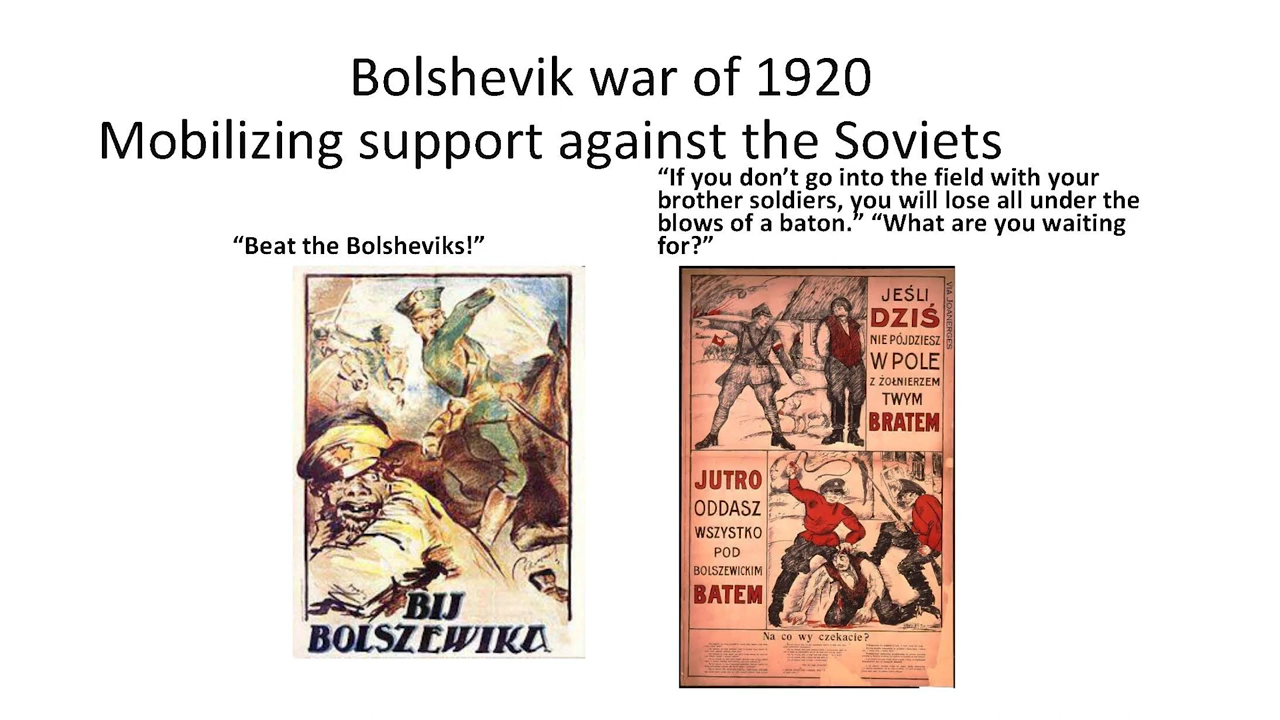 Bolshevik war of 1920
Mobilizing support against the Soviets
“Beat the Bolsheviks!”
“If you don’t go into the field with your
brother soldiers, you will lose all under the
blows of a baton.” “What are you waiting
for?”
BIJ
BOLSZEWIKA
JEŚLI
DZIŚ
NIE PÓJDZIESZ
W POLE
Z ŻOŁNIERZEM
TWYM
BRATEM
VIA JOANERGES
JUTRO
ODDASZ
WSZYSTKO
POD
BOLSZEWICKIM
BATEM
Na co wy czekacie?